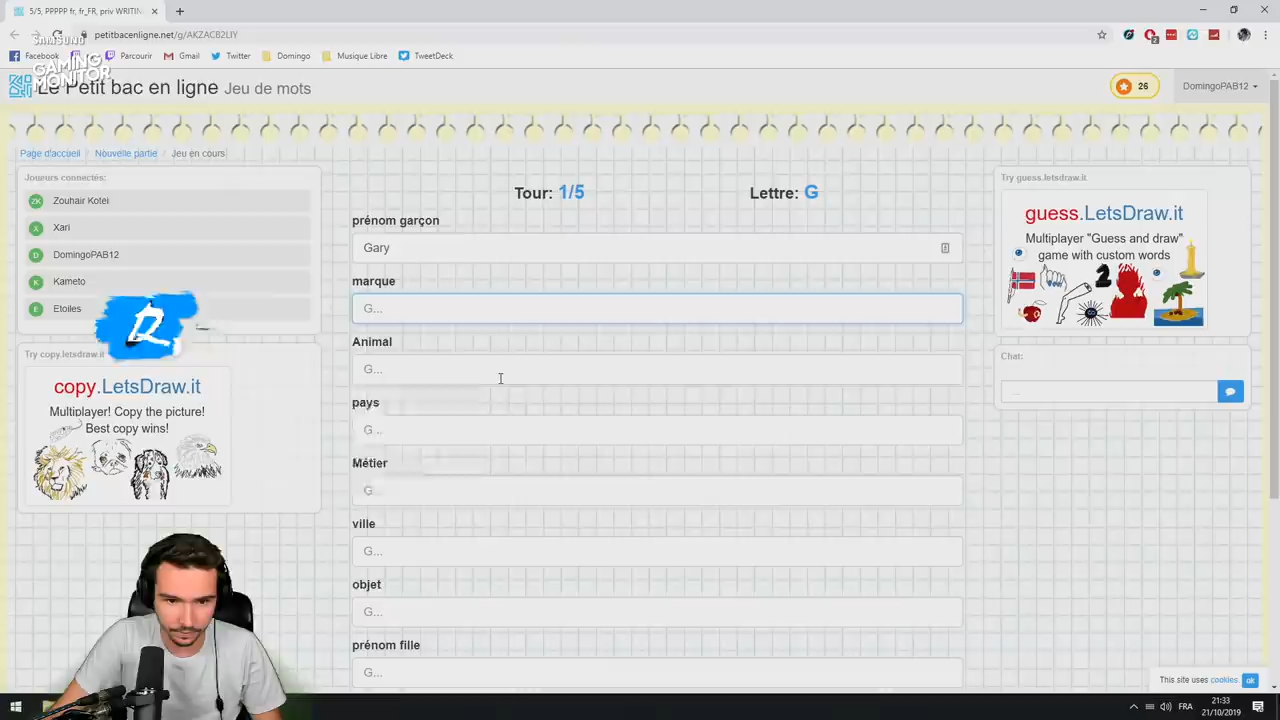 5/5, PPPPP fr, fr_FR, priv WRITIN
petitbacenligne.net/g/AKZACB2LIY
Facebook
Parcourir
Gmail
Twitter
Domingo
Musique Libre
TweetDeck
SAMSUNG
GAMING
MONITOR
Le Petit bac en ligne Jeu de mots
26
DomingoPAB12
Page d'accueil / Nouvelle partie / Jeu en cours
Joueurs connectés:
ZK Zouhair Kotei
X Xari
D DomingoPAB12
K Kameto
E Etoiles
Try copy.letsdraw.it
copy.LetsDraw.it
Multiplayer! Copy the picture!
Best copy wins!
Tour: 1/5
Lettre: G
prénom garçon
Gary
marque
G...
Animal
G...
pays
G...
Métier
G...
ville
G...
objet
G...
prénom fille
G...
Try guess.letsdraw.it
guess.LetsDraw.it
Multiplayer "Guess and draw"
game with custom words
Chat:
...
This site uses cookies. ok
FR
21:33
21/10/2019